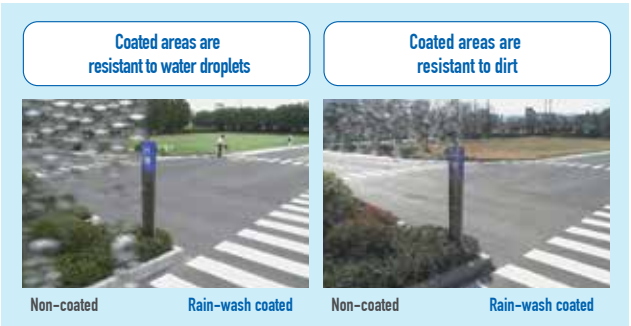 Coated areas are
resistant to water droplets
Coated areas are
resistant to dirt
Non-coated
Rain-wash coated
Non-coated
Rain-wash coated